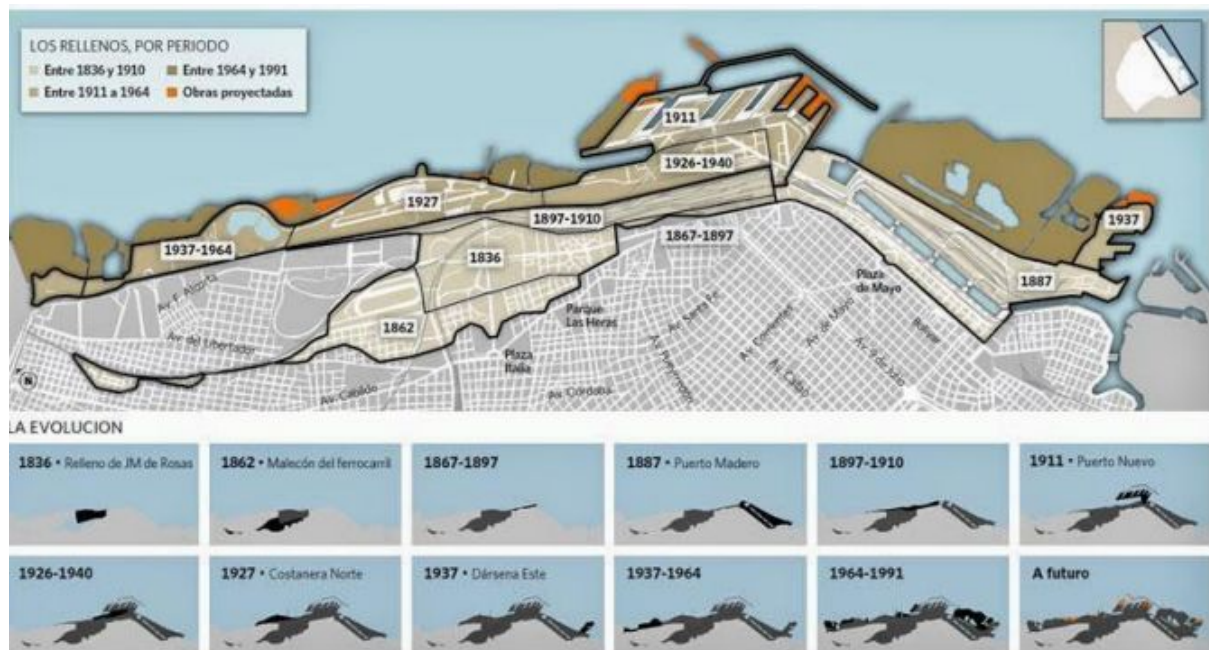 LOS RELLENOS, POR PERIODO
Entre 1836 y 1910
Entre 1964 y 1991
Entre 1911 a 1964
Obras proyectadas
1911
1926-1940
1927
1897-1910
1937-1964
1836
1867-1897
1937
1887
1862
Av. F. Alcorta
Av. del Libertador
Av. Cabildo
Plaza
Italia
Parque
Las Heras
Av. Córdoba
Av. Pueyrredón
Av. Santa Fe
Av. Corrientes
Av. Callao
Av. de Mayo
Av. 9 de Julio
Plaza
de Mayo
Bolívar
N
LA EVOLUCION
1836 • Relleno de JM de Rosas
1862 • Malecón del ferrocarril
1867-1897
1887 • Puerto Madero
1897-1910
1911 • Puerto Nuevo
1926-1940
1927 • Costanera Norte
1937 • Dársena Este
1937-1964
1964-1991
A futuro